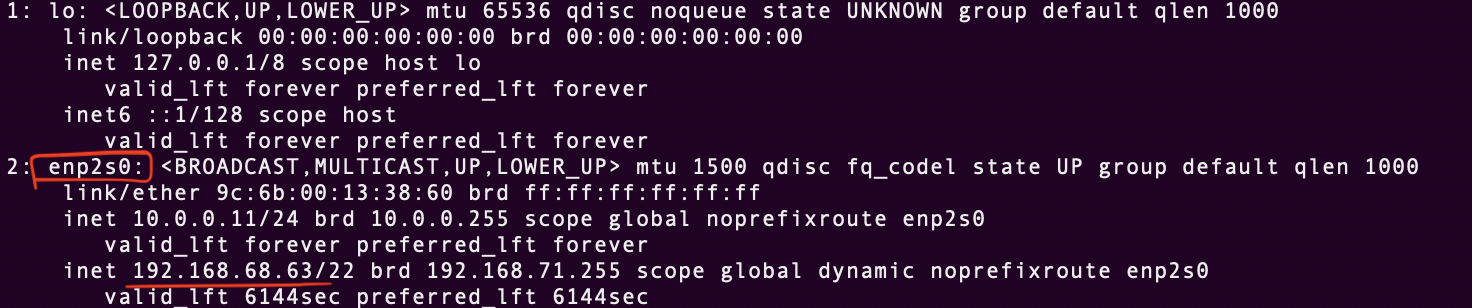 1: lo: <LOOPBACK,UP,LOWER_UP> mtu 65536 qdisc noqueue state UNKNOWN group default qlen 1000
link/loopback 00:00:00:00:00:00 brd 00:00:00:00:00:00
inet 127.0.0.1/8 scope host lo
valid_lft forever preferred_lft forever
inet6 ::1/128 scope host
valid_lft forever preferred_lft forever
2: enp2s0: <BROADCAST,MULTICAST,UP,LOWER_UP> mtu 1500 qdisc fq_codel state UP group default qlen 1000
link/ether 9c:6b:00:13:38:60 brd ff:ff:ff:ff:ff:ff
inet 10.0.0.11/24 brd 10.0.0.255 scope global noprefixroute enp2s0
valid_lft forever preferred_lft forever
inet 192.168.68.63/22 brd 192.168.71.255 scope global dynamic noprefixroute enp2s0
valid_lft 6144sec preferred_lft 6144sec